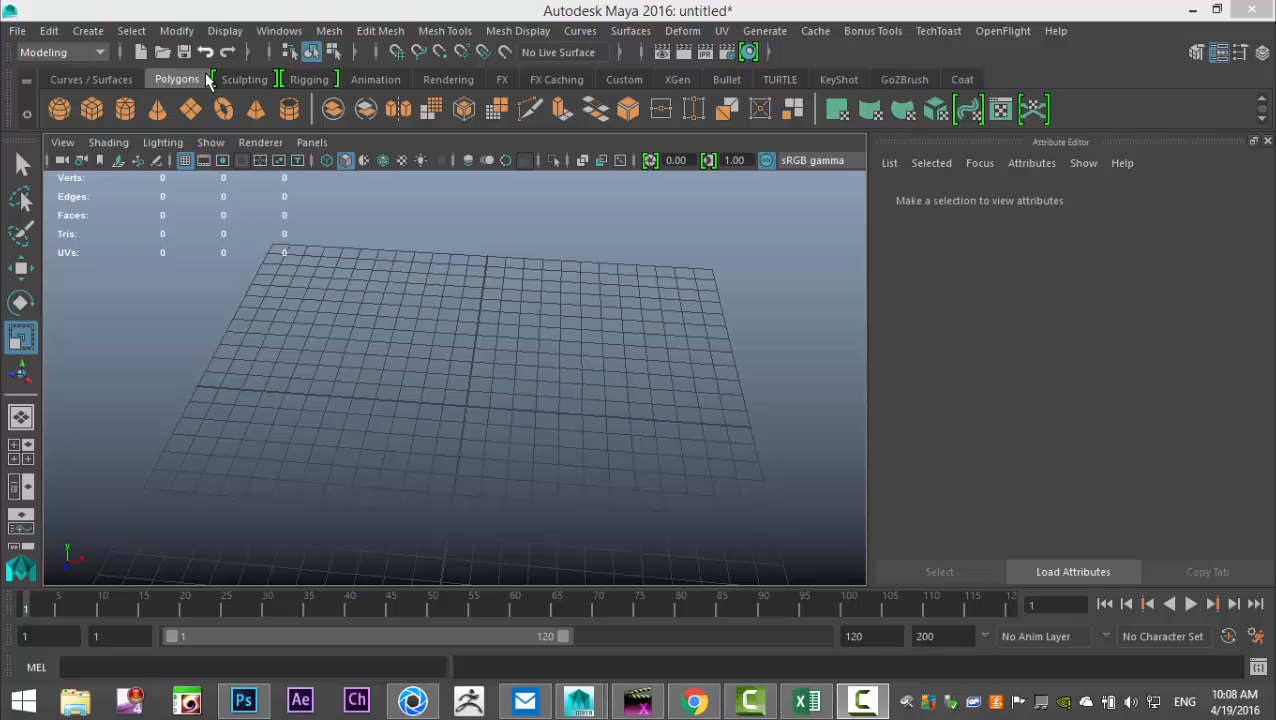 Autodesk Maya 2016: untitled*
File Edit Create Select Modify Display Windows Mesh Edit Mesh Mesh Tools Mesh Display Curves Surfaces Deform UV Generate Cache Bonus Tools TechToast OpenFlight Help
Modeling No Live Surface
Curves / Surfaces Polygons Sculpting Rigging Animation Rendering FX FX Caching Custom XGen Bullet TURTLE KeyShot GoZBrush Coat
View Shading Lighting Show Renderer Panels
Attribute Editor
0.00 1.00 sRGB gamma
List Selected Focus Attributes Show Help
Verts: 0 0 0
Edges: 0 0 0
Faces: 0 0 0
Tris: 0 0 0
UVs: 0 0 0
Make a selection to view attributes
y
Select Load Attributes Copy Tab
1 5 10 15 20 25 30 35 40 45 50 55 60 65 70 75 80 85 90 95 100 105 110 115 12
1
1 1 1 120 120 200 No Anim Layer No Character Set
MEL
Ps Ae Ch MAYA X ENG
10:08 AM
4/19/2016